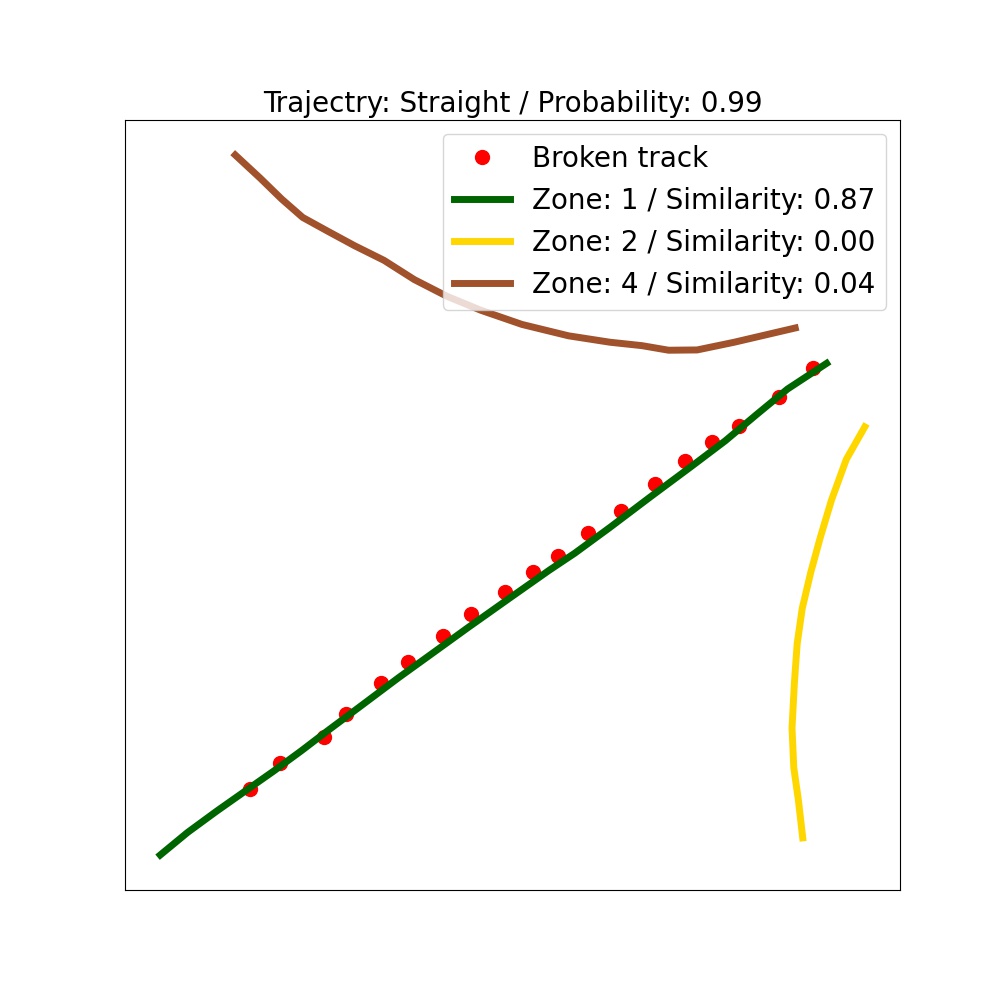 Trajectry: Straight / Probability: 0.99
Broken track
Zone: 1 / Similarity: 0.87
Zone: 2 / Similarity: 0.00
Zone: 4 / Similarity: 0.04